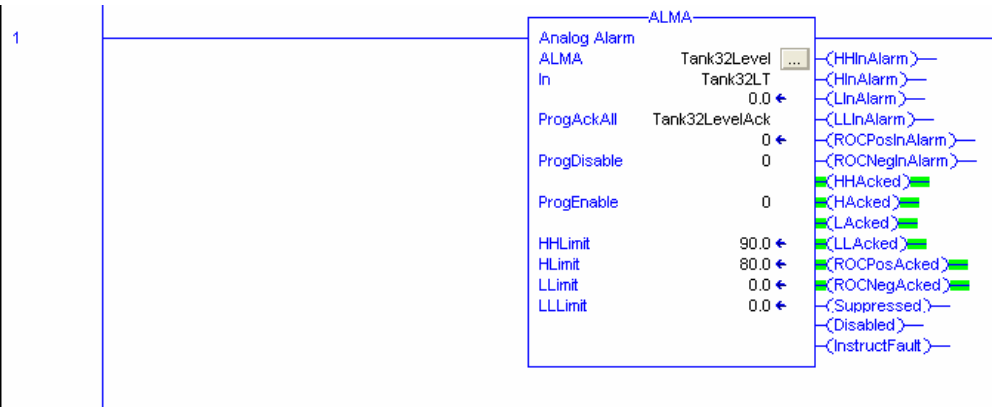 ALMA
1
Analog Alarm
ALMA Tank32Level ... (HHInAlarm)
In Tank32LT (HInAlarm)
0.0 (LInAlarm)
ProgAckAll Tank32LevelAck (LLInAlarm)
0 (ROCPosInAlarm)
ProgDisable 0 (ROCNegInAlarm)
(HHAcked)
ProgEnable 0 (HAcked)
(LAcked)
HHLimit 90.0 (LLAcked)
HLimit 80.0 (ROCPosAcked)
LLimit 0.0 (ROCNegAcked)
LLLimit 0.0 (Suppressed)
(Disabled)
(InstructFault)